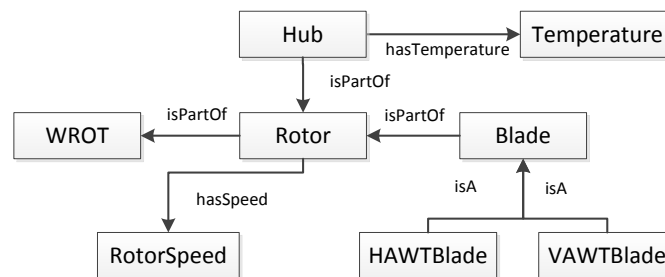 Hub
Temperature
hasTemperature
isPartOf
isPartOf
isPartOf
WROT
Rotor
Blade
hasSpeed
isA
isA
RotorSpeed
HAWTBlade
VAWTBlade